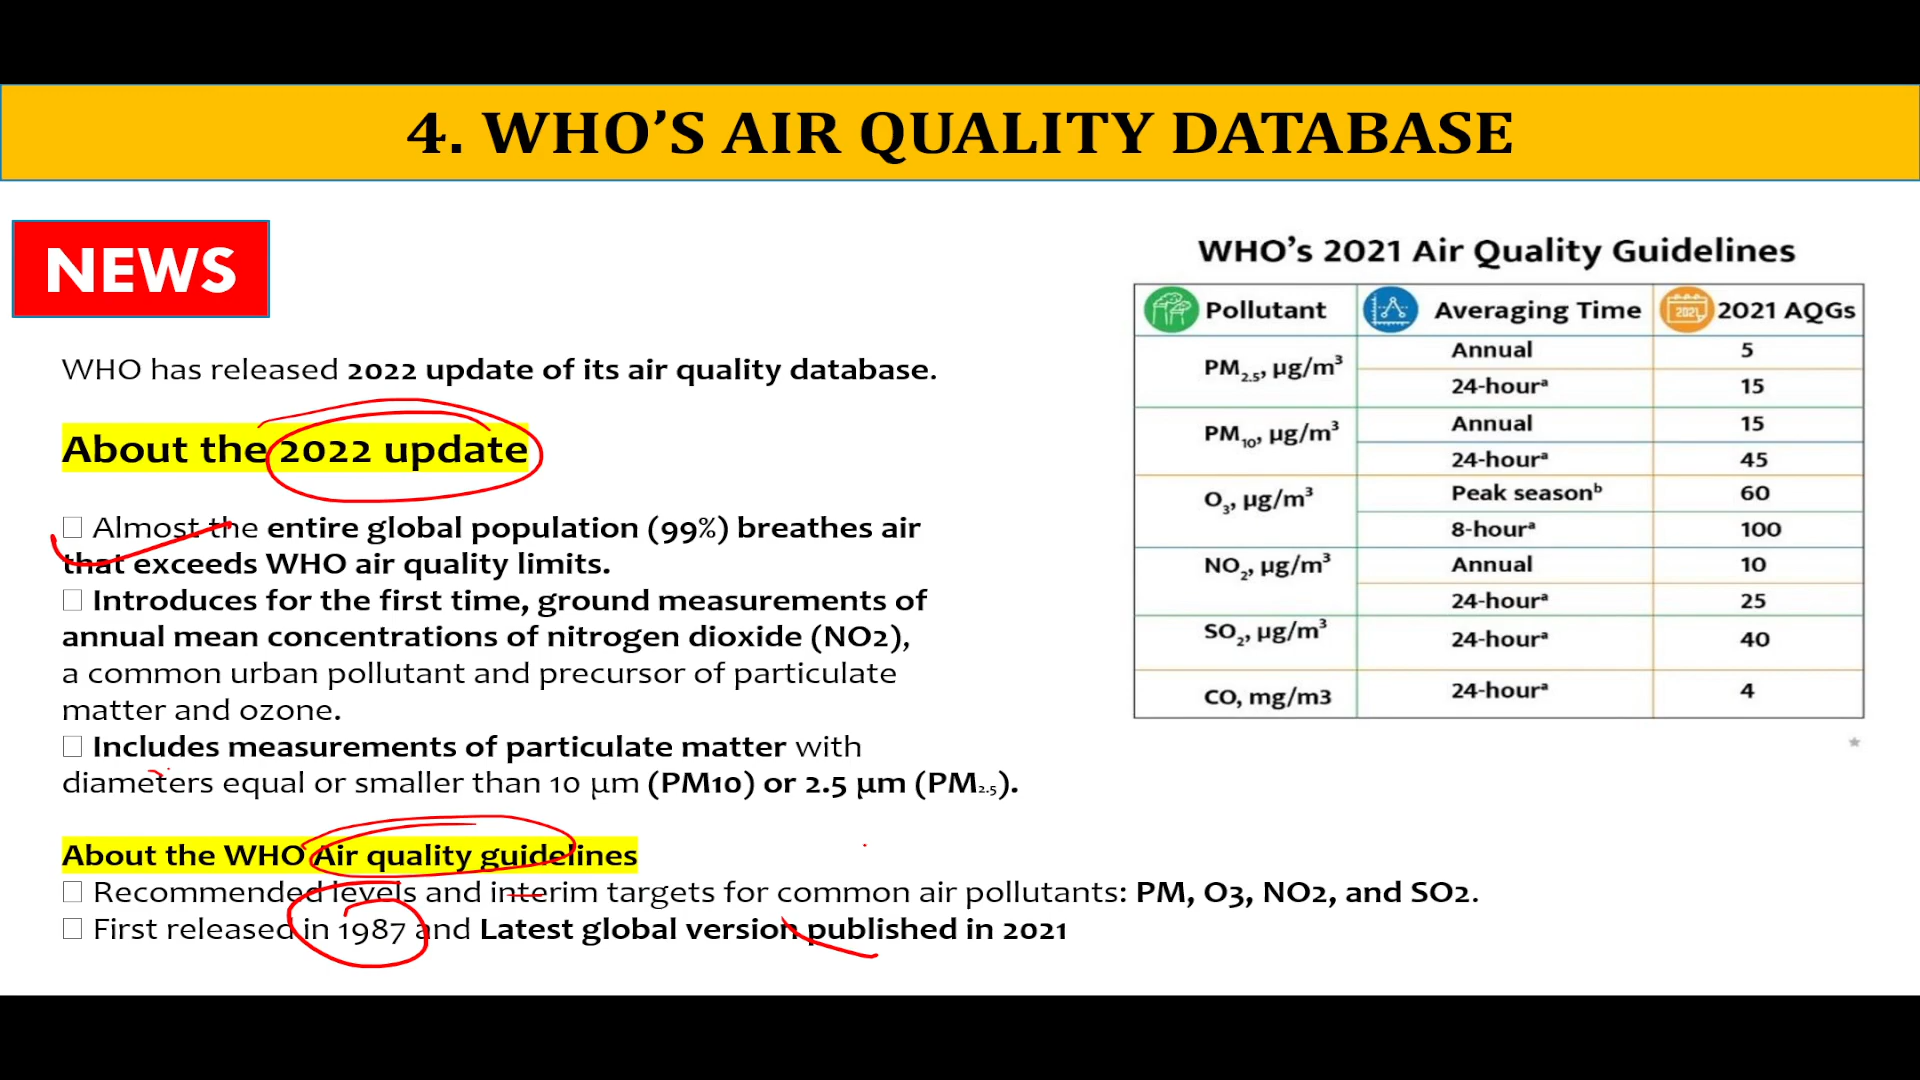 4. WHO’S AIR QUALITY DATABASE
NEWS
WHO has released 2022 update of its air quality database.
About the 2022 update
Almost the entire global population (99%) breathes air
that exceeds WHO air quality limits.
Introduces for the first time, ground measurements of
annual mean concentrations of nitrogen dioxide (NO2),
a common urban pollutant and precursor of particulate
matter and ozone.
Includes measurements of particulate matter with
diameters equal or smaller than 10 μm (PM10) or 2.5 μm (PM2.5).
About the WHO Air quality guidelines
Recommended levels and interim targets for common air pollutants: PM, O3, NO2, and SO2.
First released in 1987 and Latest global version published in 2021
WHO’s 2021 Air Quality Guidelines
Pollutant Averaging Time 2021 2021 AQGs
PM2.5, μg/m³ Annual 5
24-hourᵃ 15
PM10, μg/m³ Annual 15
24-hourᵃ 45
O3, μg/m³ Peak seasonᵇ 60
8-hourᵃ 100
NO2, μg/m³ Annual 10
24-hourᵃ 25
SO2, μg/m³ 24-hourᵃ 40
CO, mg/m3 24-hourᵃ 4